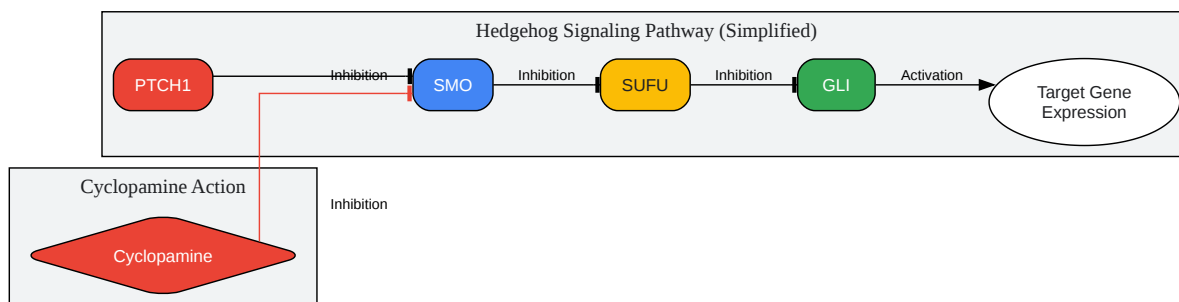 Hedgehog Signaling Pathway (Simplified)
PTCH1
Inhibition
SMO
Inhibition
SUFU
Inhibition
GLI
Activation
Target Gene
Expression
Cyclopamine Action
Inhibition
Cyclopamine